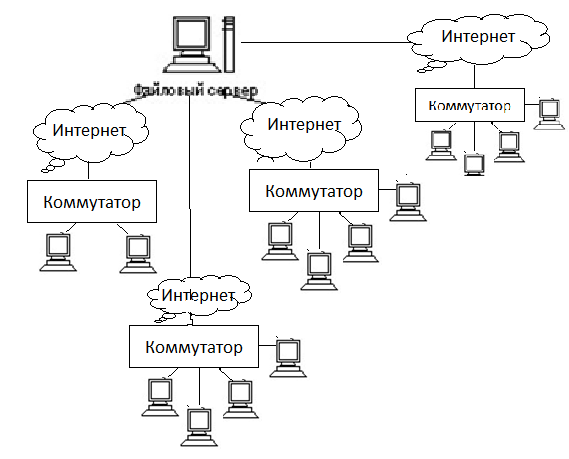 Интернет
Файловый сервер
Коммутатор
Интернет
Интернет
Коммутатор
Коммутатор
Интернет
Коммутатор